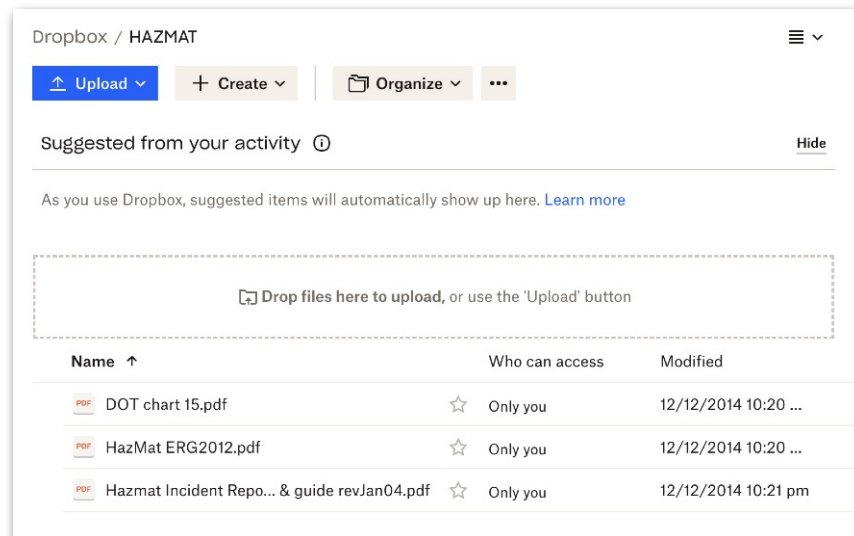 Dropbox / HAZMAT
Upload
Create
Organize
Suggested from your activity
Hide
As you use Dropbox, suggested items will automatically show up here. Learn more
Drop files here to upload, or use the 'Upload' button
Name Who can access Modified
PDF DOT chart 15.pdf Only you 12/12/2014 10:20 ...
PDF HazMat ERG2012.pdf Only you 12/12/2014 10:20 ...
PDF Hazmat Incident Repo... & guide revJan04.pdf Only you 12/12/2014 10:21 pm